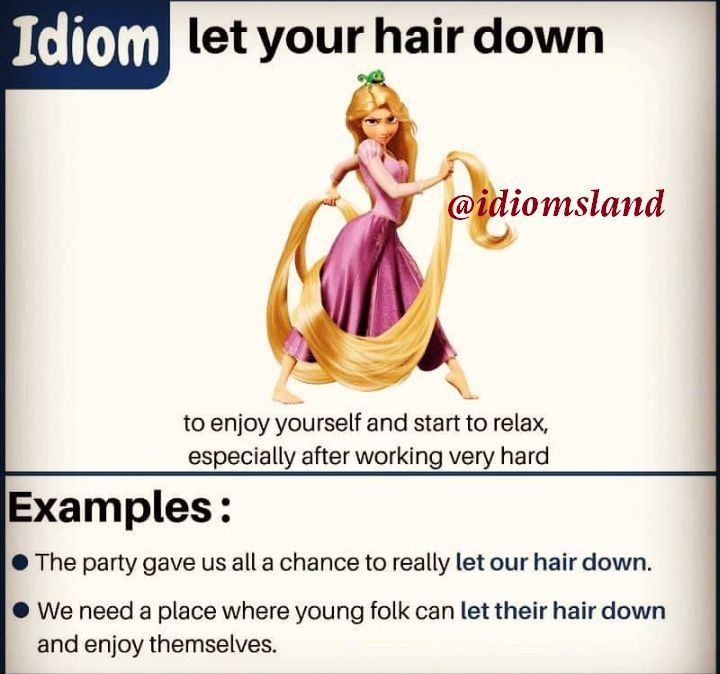 Idiom let your hair down
@idiomsland
to enjoy yourself and start to relax,
especially after working very hard
Examples :
● The party gave us all a chance to really let our hair down.
● We need a place where young folk can let their hair down
and enjoy themselves.